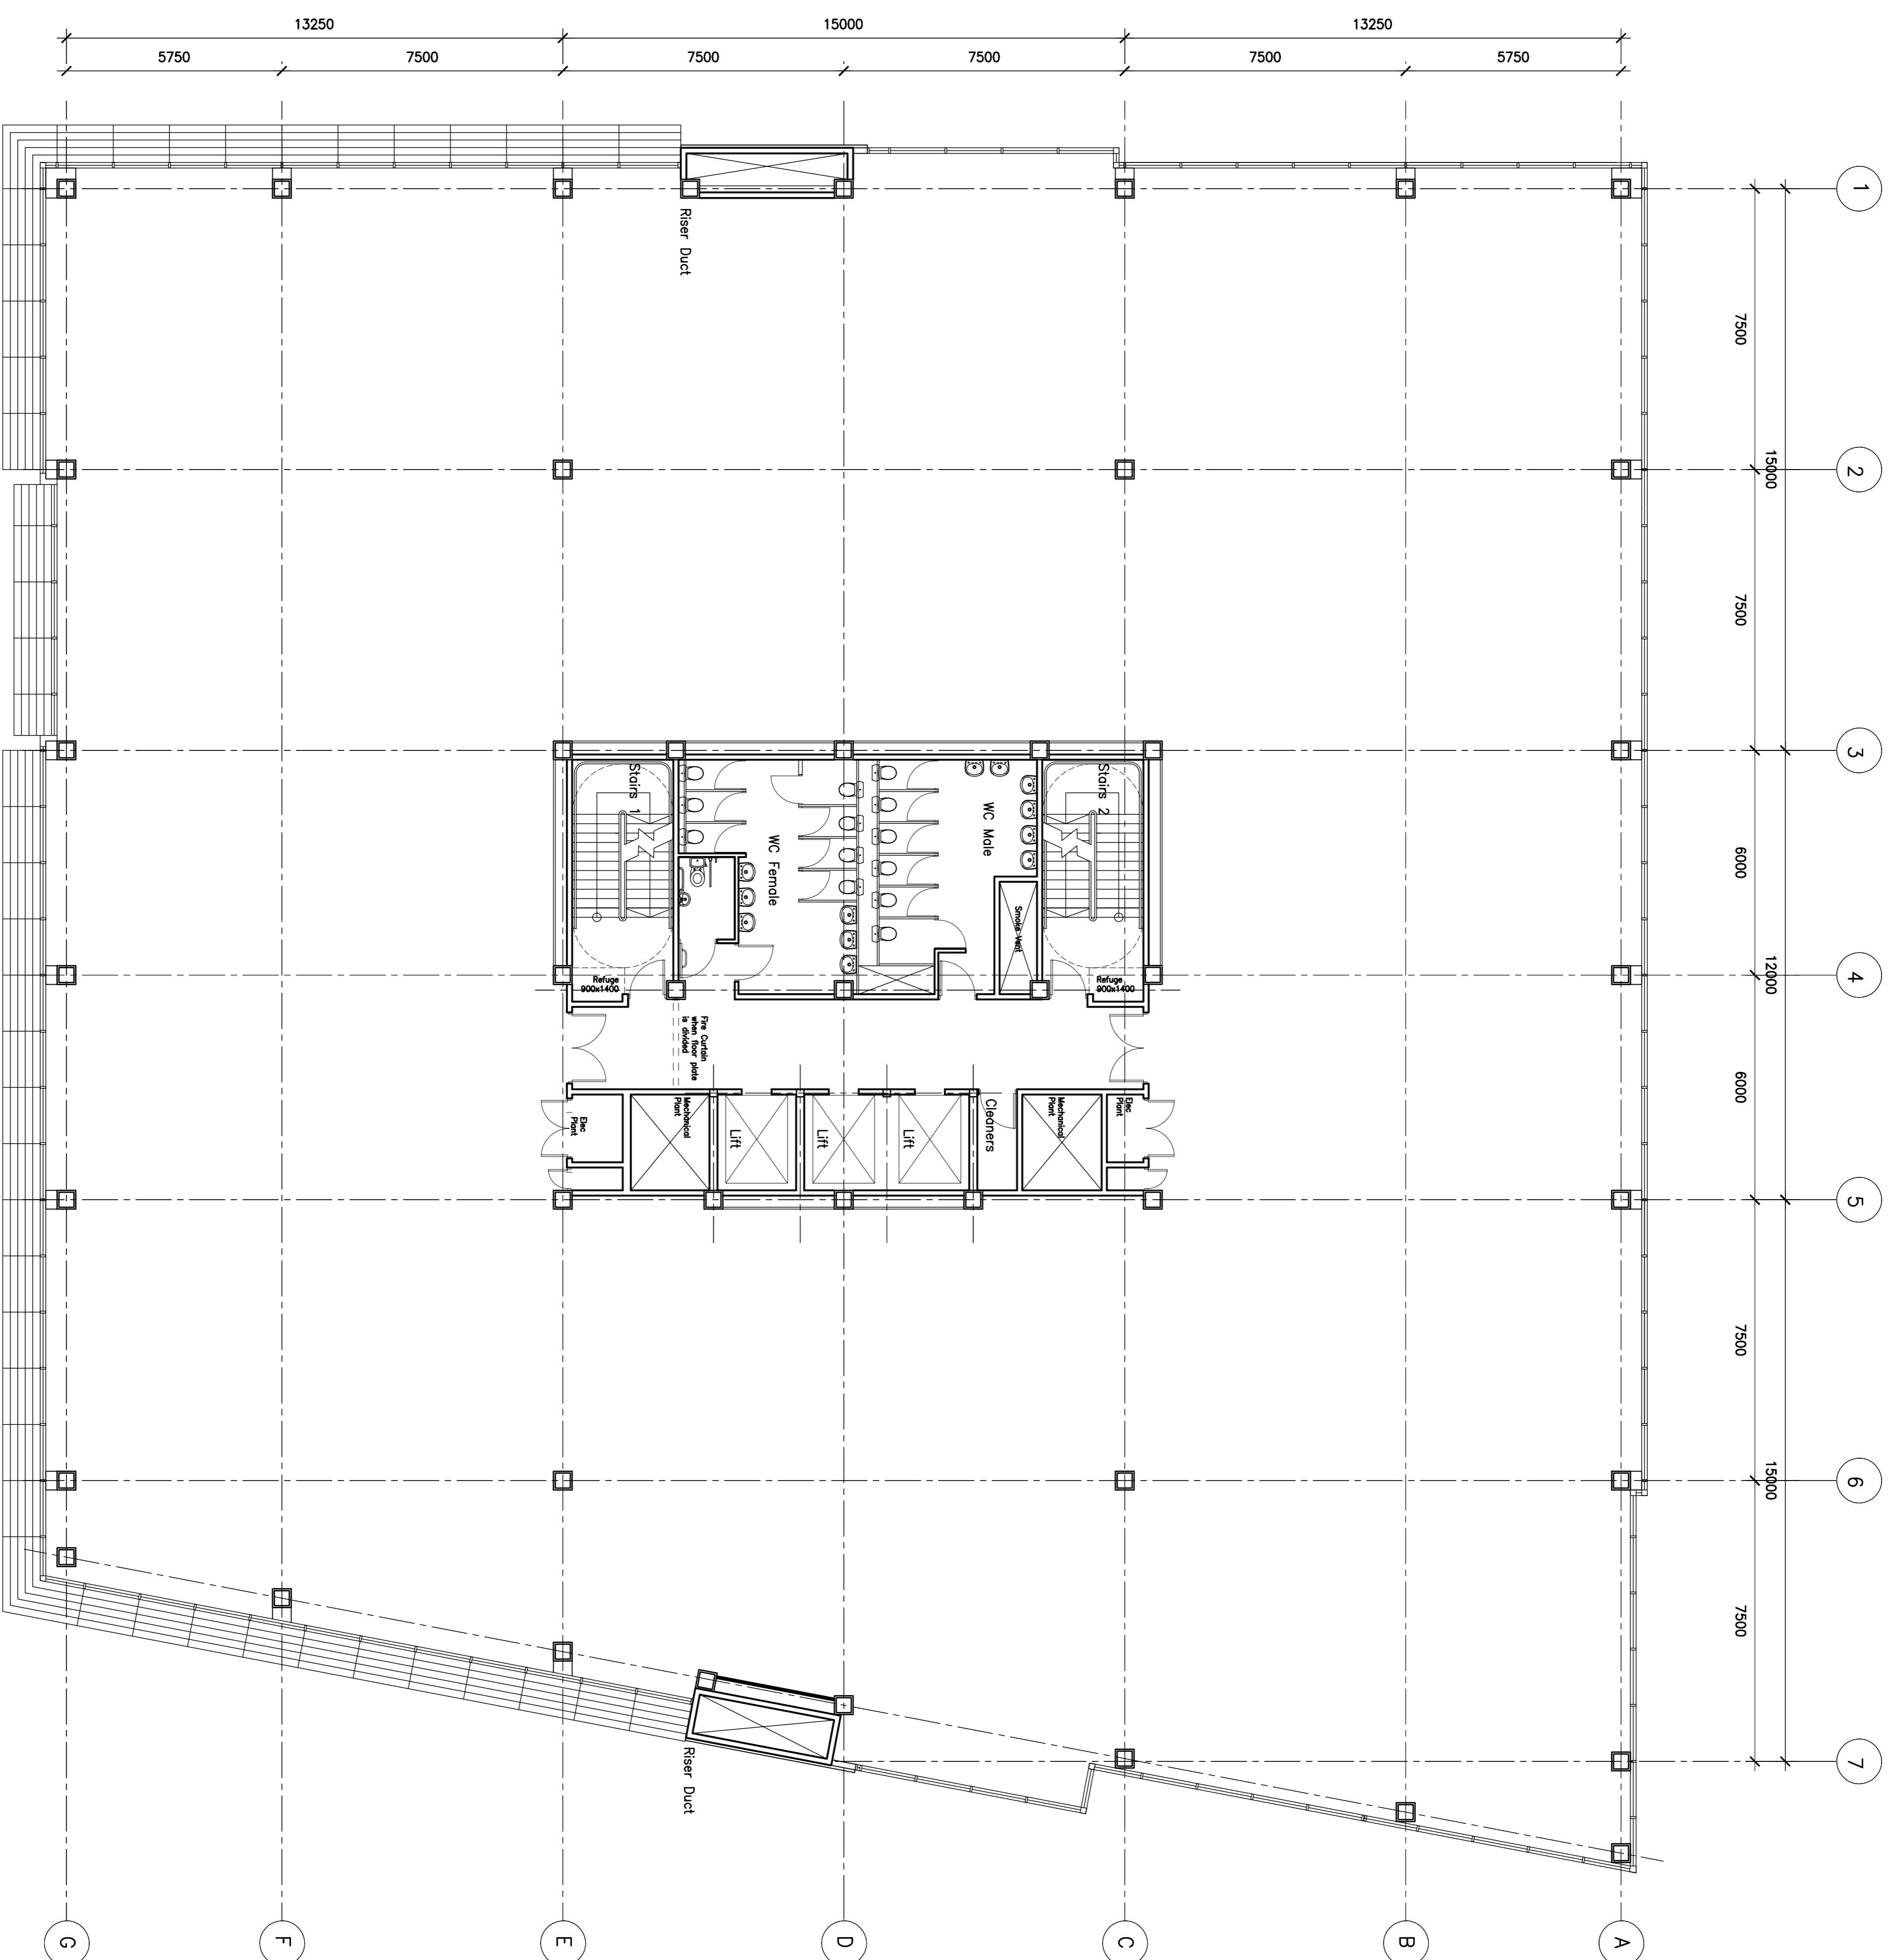 13250
15000
13250
5750
7500
7500
7500
7500
5750
1
2
3
4
5
6
7
7500
15000
7500
6000
12000
6000
7500
15000
7500
Riser Duct
Stairs 1
WC Female
WC Male
Stairs 2
Smoke Vent
Refuge
900x1400
Refuge
900x1400
Fire Curtain
when floor plate
is divided
Elec
Plant
Mechanical
Plant
Lift
Lift
Lift
Cleaners
Mechanical
Plant
Elec
Plant
Riser Duct
G
F
E
D
C
B
A